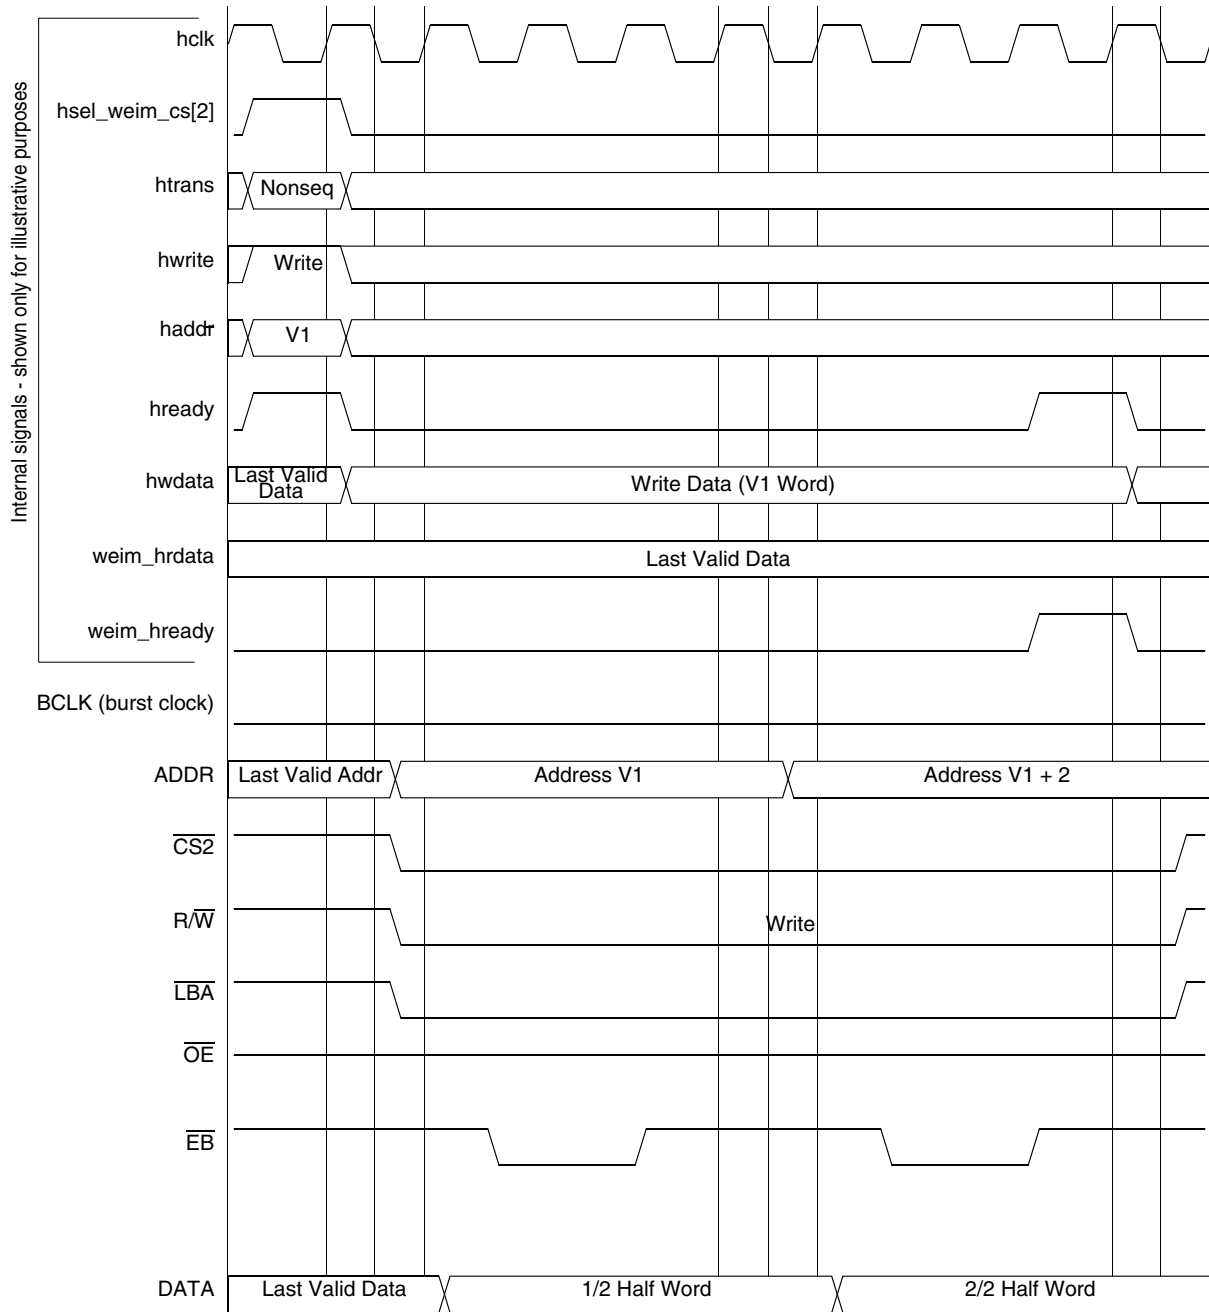 Internal signals - shown only for illustrative purposes
hclk
hsel_weim_cs[2]
htrans
Nonseq
hwrite
Write
haddr
V1
hready
hwdata
Last Valid
Data
Write Data (V1 Word)
weim_hrdata
Last Valid Data
weim_hready
BCLK (burst clock)
ADDR
Last Valid Addr
Address V1
Address V1 + 2
CS2
R/W
Write
LBA
OE
EB
DATA
Last Valid Data
1/2 Half Word
2/2 Half Word